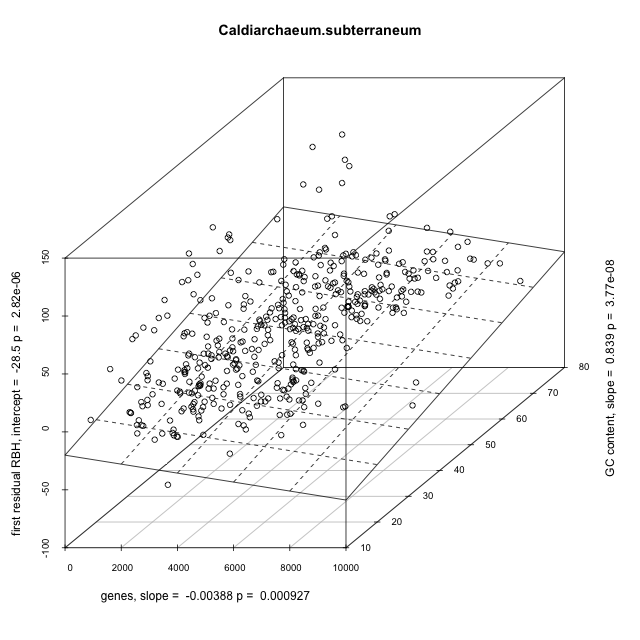 Caldiarchaeum.subterraneum
first residual RBH, intercept = -28.5 p = 2.82e-06
150
100
50
0
-50
-100
0 2000 4000 6000 8000 10000
genes, slope = -0.00388 p = 0.000927
10
20
30
40
50
60
70
80
GC content, slope = 0.839 p = 3.77e-08